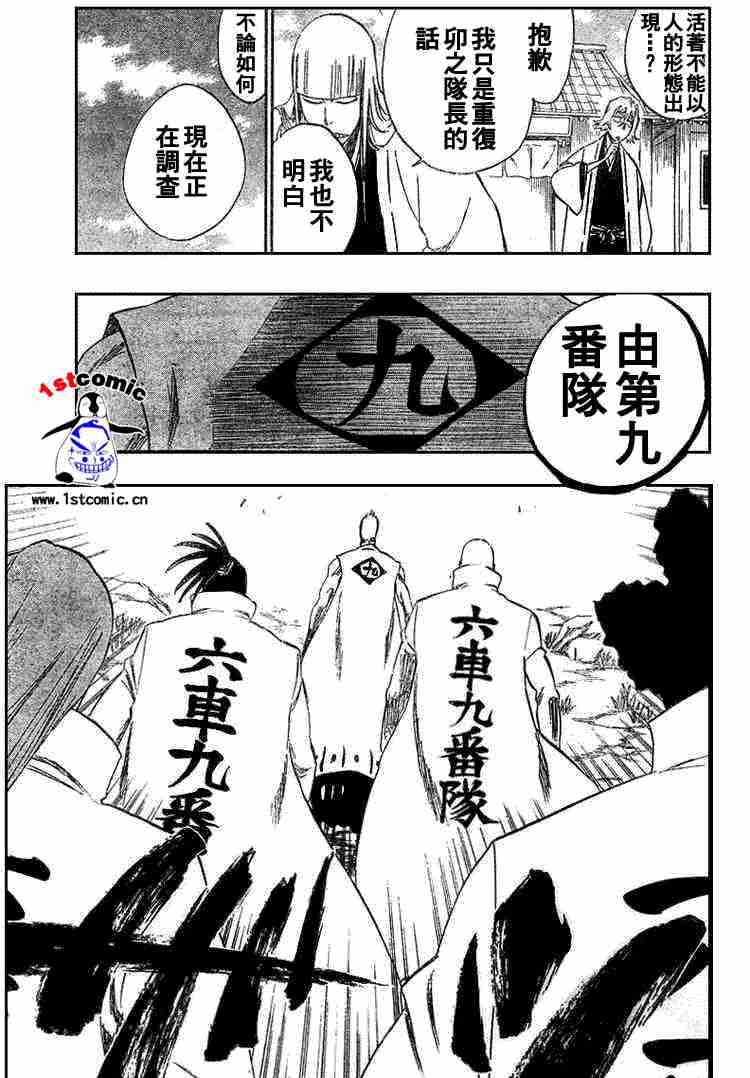 活著不能以
人的形態出
現…?
抱歉
我只是重復
卯之隊長的
話
我也不
明白
不論如何
現在正
在調查
由第九
番隊
九
1stcomic
www.1stcomic.cn
九
六車九番隊
六車九番